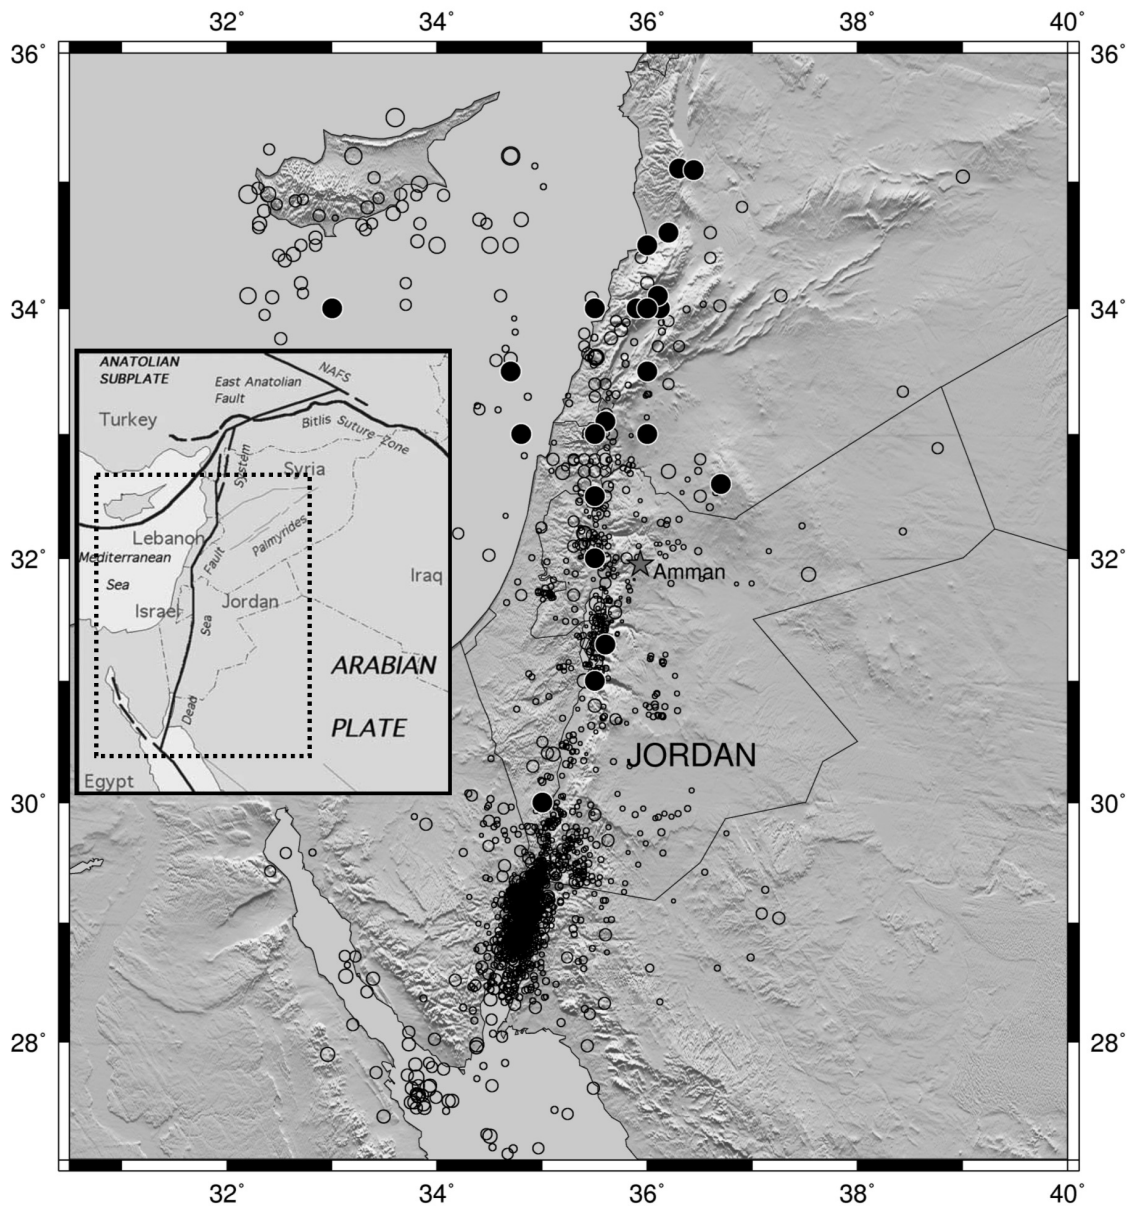 32°
34°
36°
38°
40°
36°
36°
34°
34°
32°
32°
30°
30°
28°
28°
32°
34°
36°
38°
40°
ANATOLIAN
SUBPLATE
NAFS
East Anatolian
Fault
Turkey
Bitlis Suture Zone
System
Syria
Lebanon
Palmyrides
Mediterranean
Fault
Sea
Iraq
Israel
Jordan
Sea
ARABIAN
Dead
PLATE
Egypt
Amman
JORDAN